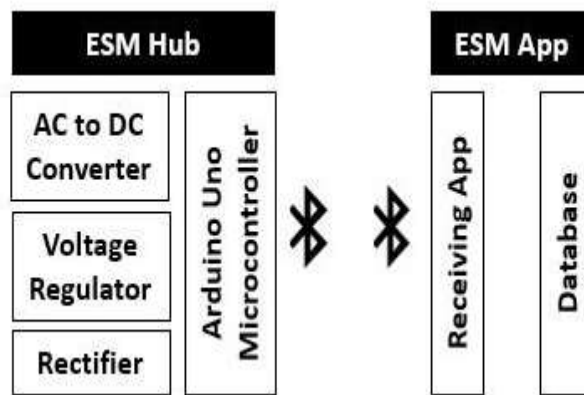 ESM Hub
ESM App
AC to DC
Converter
Voltage
Regulator
Rectifier
Arduino Uno
Microcontroller
Receiving App
Database